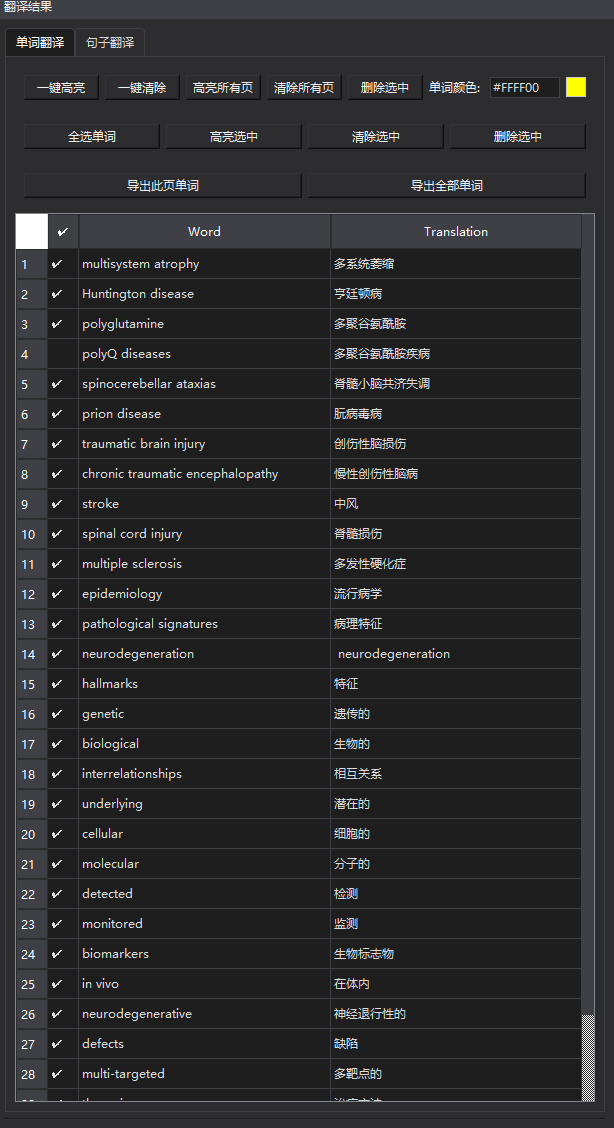 翻译结果
单词翻译 句子翻译
一键高亮 一键清除 高亮所有页 清除所有页 删除选中 单词颜色: #FFFF00
全选单词 高亮选中 清除选中 删除选中
导出此页单词 导出全部单词
✔ Word Translation
1 ✔ multisystem atrophy 多系统萎缩
2 ✔ Huntington disease 亨廷顿病
3 ✔ polyglutamine 多聚谷氨酰胺
4 polyQ diseases 多聚谷氨酰胺疾病
5 ✔ spinocerebellar ataxias 脊髓小脑共济失调
6 ✔ prion disease 朊病毒病
7 ✔ traumatic brain injury 创伤性脑损伤
8 ✔ chronic traumatic encephalopathy 慢性创伤性脑病
9 ✔ stroke 中风
10 ✔ spinal cord injury 脊髓损伤
11 ✔ multiple sclerosis 多发性硬化症
12 ✔ epidemiology 流行病学
13 ✔ pathological signatures 病理特征
14 ✔ neurodegeneration neurodegeneration
15 ✔ hallmarks 特征
16 ✔ genetic 遗传的
17 ✔ biological 生物的
18 ✔ interrelationships 相互关系
19 ✔ underlying 潜在的
20 ✔ cellular 细胞的
21 ✔ molecular 分子的
22 ✔ detected 检测
23 ✔ monitored 监测
24 ✔ biomarkers 生物标志物
25 ✔ in vivo 在体内
26 ✔ neurodegenerative 神经退行性的
27 ✔ defects 缺陷
28 ✔ multi-targeted 多靶点的